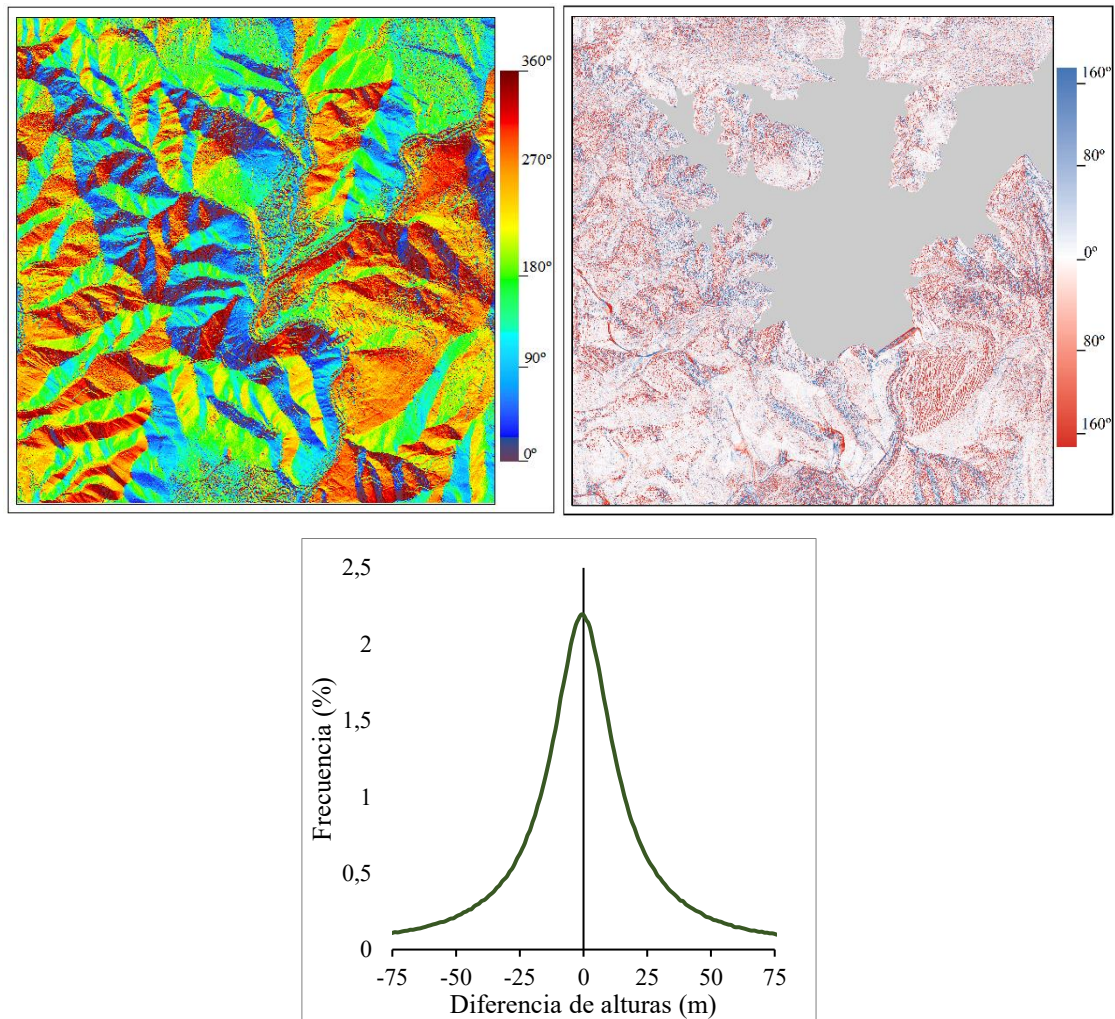 360º
270º
180º
90º
0º
160º
80º
0º
80º
160º
2,5
2
1,5
1
0,5
0
Frecuencia (%)
-75 -50 -25 0 25 50 75
Diferencia de alturas (m)